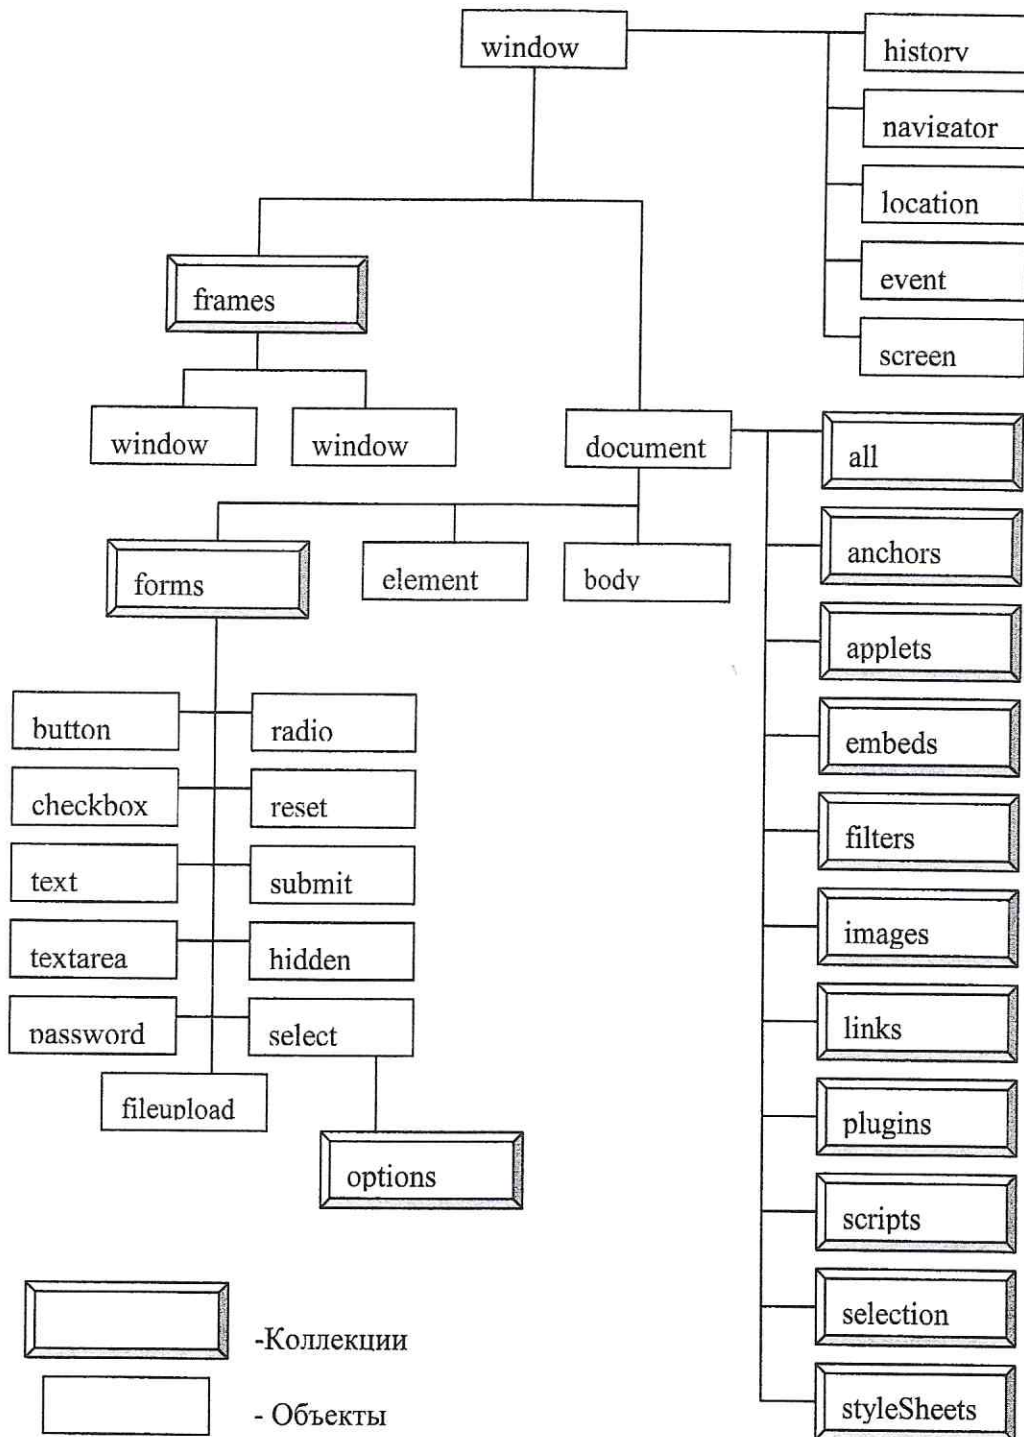 window
history
navigator
location
event
screen
frames
window
window
document
all
anchors
applets
embeds
filters
images
links
plugins
scripts
selection
styleSheets
forms
element
body
button
radio
checkbox
reset
text
submit
textarea
hidden
password
select
fileupload
options
-Коллекции
- Объекты